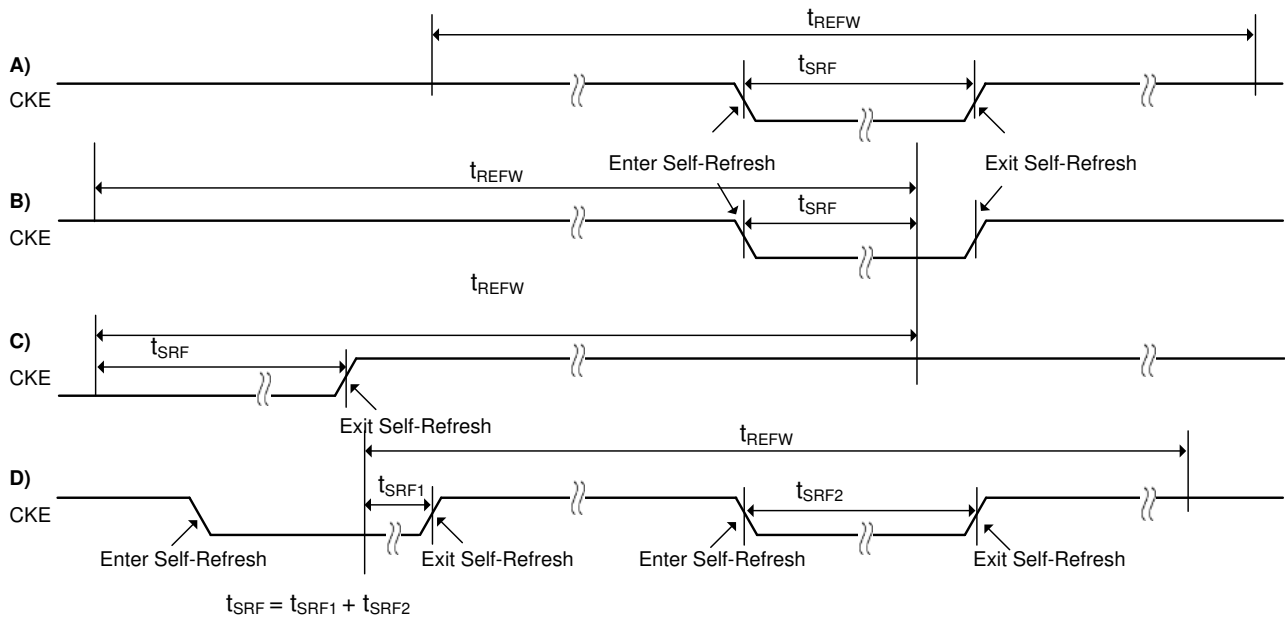 tREFW
A)
CKE
tSRF
Enter Self-Refresh
Exit Self-Refresh
tREFW
B)
CKE
tSRF
tREFW
C)
CKE
tSRF
Exit Self-Refresh
tREFW
D)
CKE
tSRF1
tSRF2
Enter Self-Refresh
Exit Self-Refresh
Enter Self-Refresh
Exit Self-Refresh
tSRF = tSRF1 + tSRF2